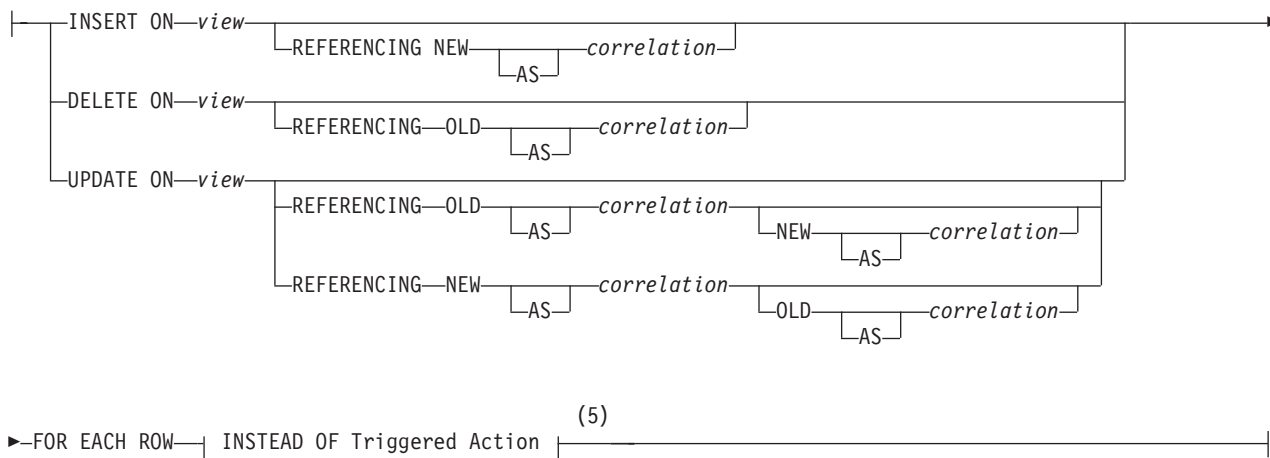 INSERT ON view
REFERENCING NEW correlation
AS
DELETE ON view
REFERENCING OLD correlation
AS
UPDATE ON view
REFERENCING OLD correlation
AS NEW correlation
AS
REFERENCING NEW correlation
AS OLD correlation
AS
(5)
FOR EACH ROW INSTEAD OF Triggered Action